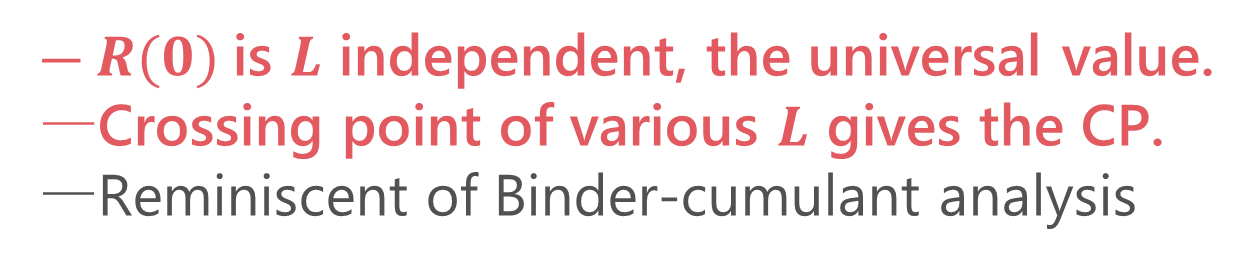 — R(0) is L independent, the universal value.
—Crossing point of various L gives the CP.
—Reminiscent of Binder-cumulant analysis